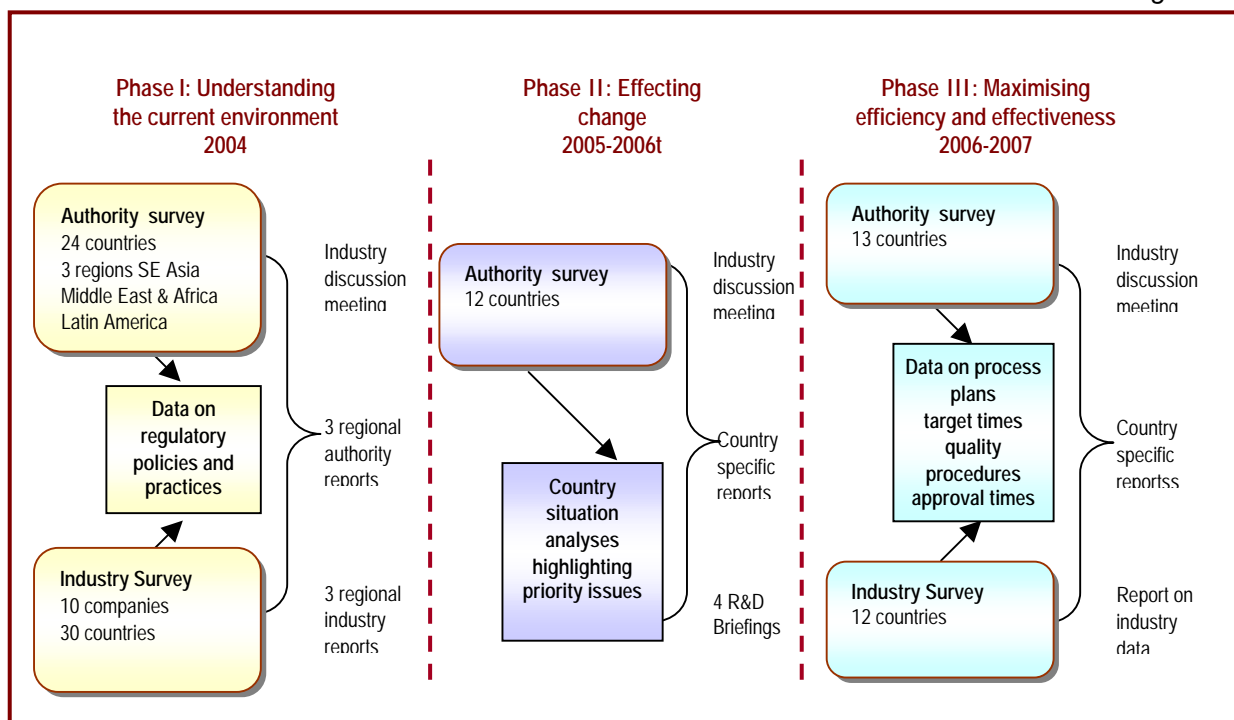 Phase I: Understanding
the current environment
2004
Authority survey
24 countries
3 regions SE Asia
Middle East & Africa
Latin America
Data on
regulatory
policies and
practices
Industry Survey
10 companies
30 countries
Industry
discussion
meeting
3 regional
authority
reports
3 regional
industry
reports
Phase II: Effecting
change
2005-2006t
Authority survey
12 countries
Country
situation
analyses
highlighting
priority issues
Industry
discussion
meeting
Country
specific
reports
4 R&D
Briefings
Phase III: Maximising
efficiency and effectiveness
2006-2007
Authority survey
13 countries
Data on process
plans
target times
quality
procedures
approval times
Industry Survey
12 countries
Industry
discussion
meeting
Country
specific
reportss
Report on
industry
data